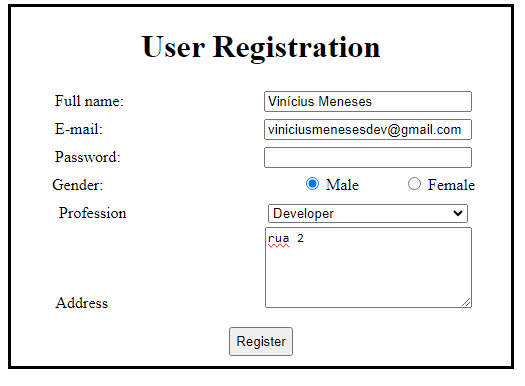 User Registration
Full name: Vinícius Meneses
E-mail: viniciusmenesesdev@gmail.com
Password:
Gender: Male Female
Profession Developer
rua 2
Address
Register